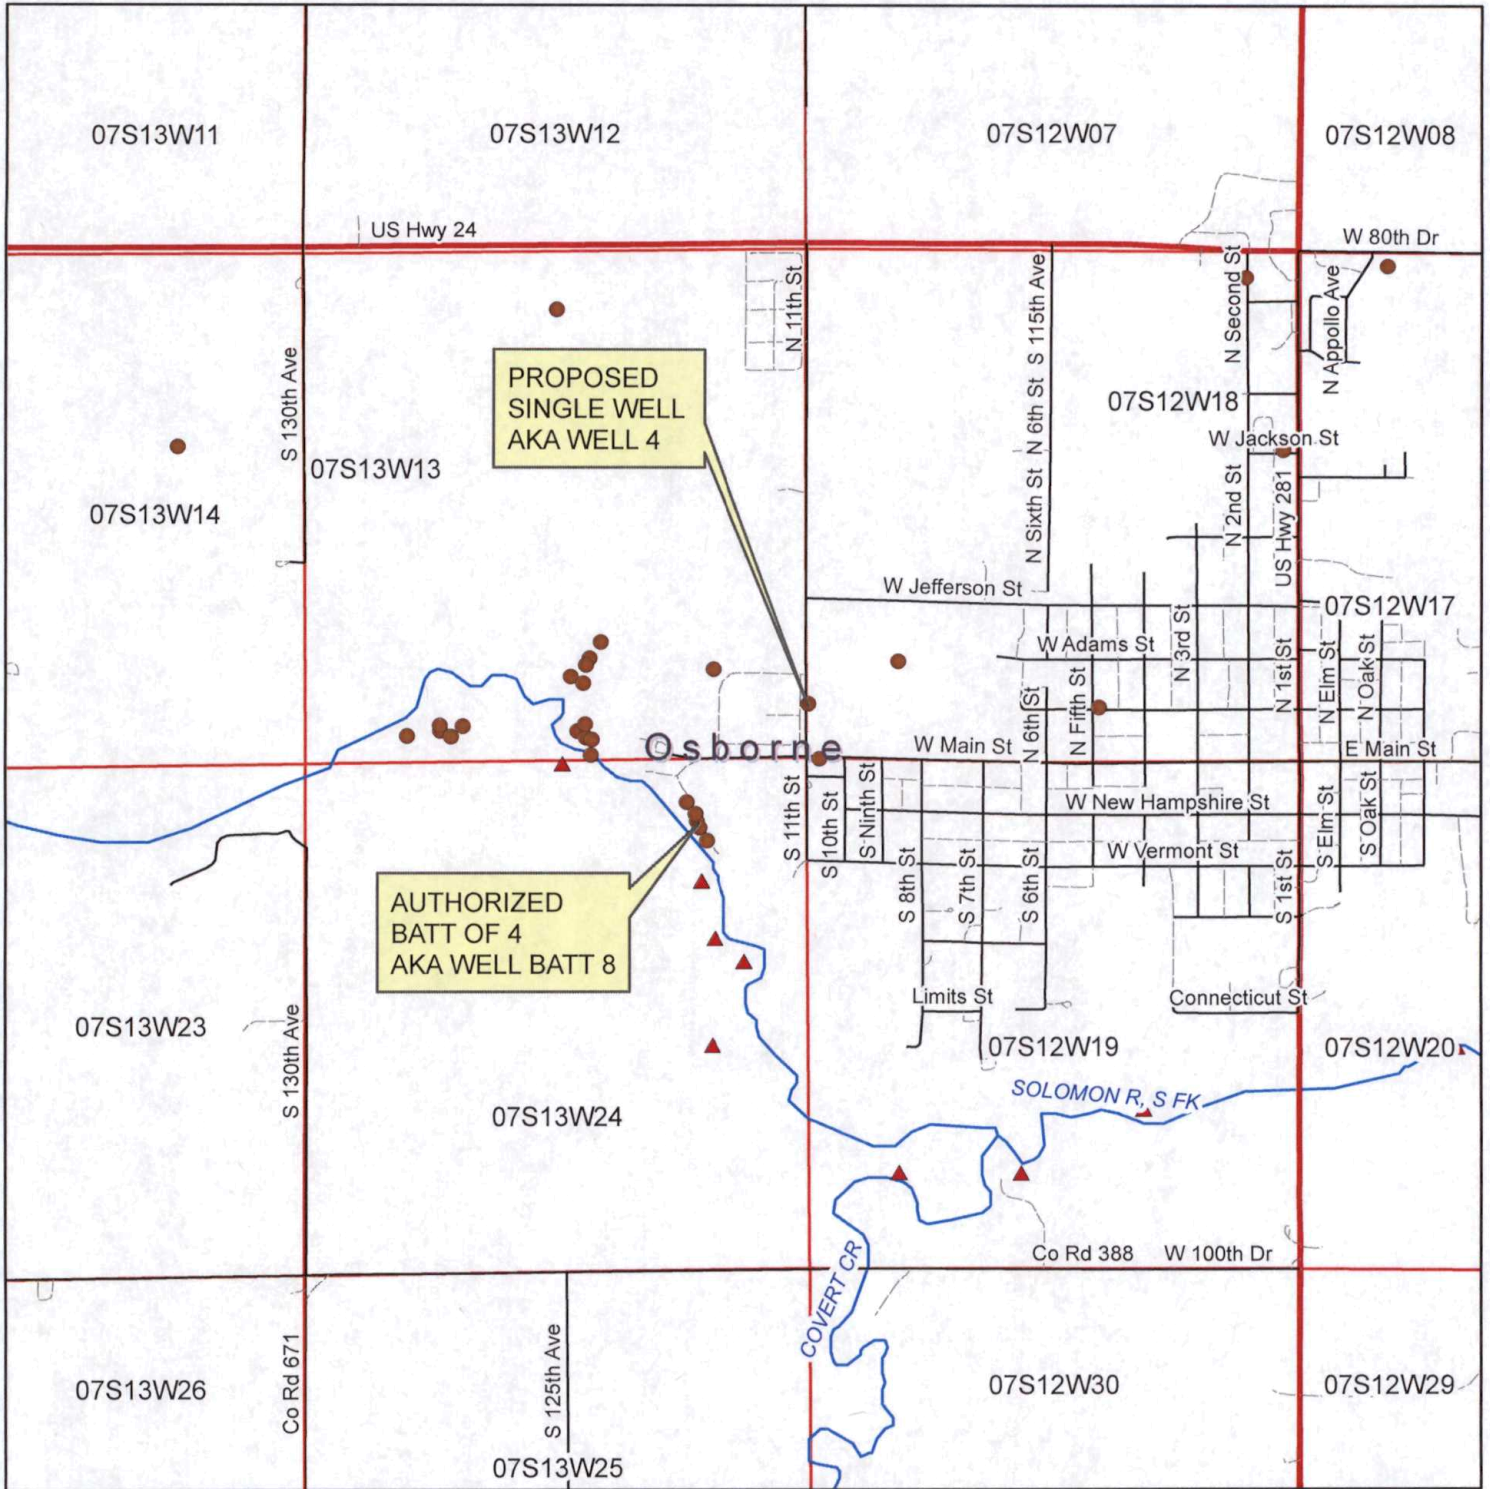 07S13W11
07S13W12
07S12W07
07S12W08
US Hwy 24
W 80th Dr
N 11th St
S 115th Ave
N Second St
N Appollo Ave
S 130th Ave
PROPOSED
SINGLE WELL
AKA WELL 4
N 6th St
07S12W18
W Jackson St
07S13W13
07S13W14
N Sixth St
N 2nd St
US Hwy 281
W Jefferson St
07S12W17
W Adams St
N 3rd St
N 1st St
N Elm St
N Oak St
N 6th St
N Fifth St
Osborne
W Main St
E Main St
S 11th St
S 10th St
S Ninth St
W New Hampshire St
S Elm St
S Oak St
W Vermont St
S 8th St
S 7th St
S 6th St
S 1st St
AUTHORIZED
BATT OF 4
AKA WELL BATT 8
Limits St
Connecticut St
07S13W23
S 130th Ave
07S12W19
07S12W20
SOLOMON R, S FK
07S13W24
Co Rd 388
W 100th Dr
COVERT CR
Co Rd 671
S 125th Ave
07S13W26
07S12W30
07S12W29
07S13W25